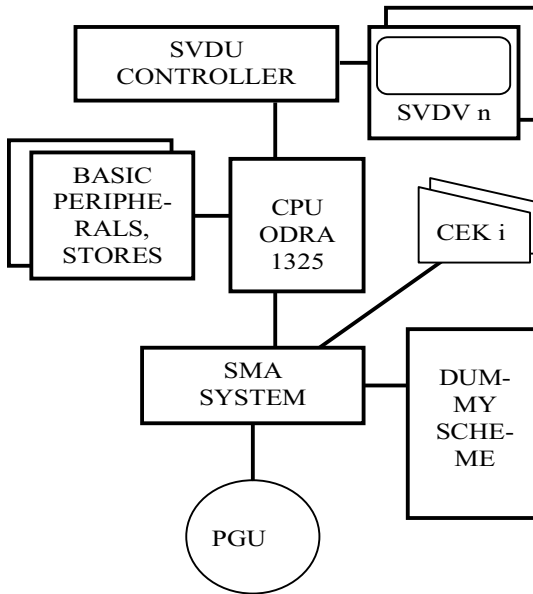 SVDU
CONTROLLER
SVDV n
BASIC
PERIPHE-
RALS,
STORES
CPU
ODRA
1325
CEK i
SMA
SYSTEM
DUM-
MY
SCHE-
ME
PGU